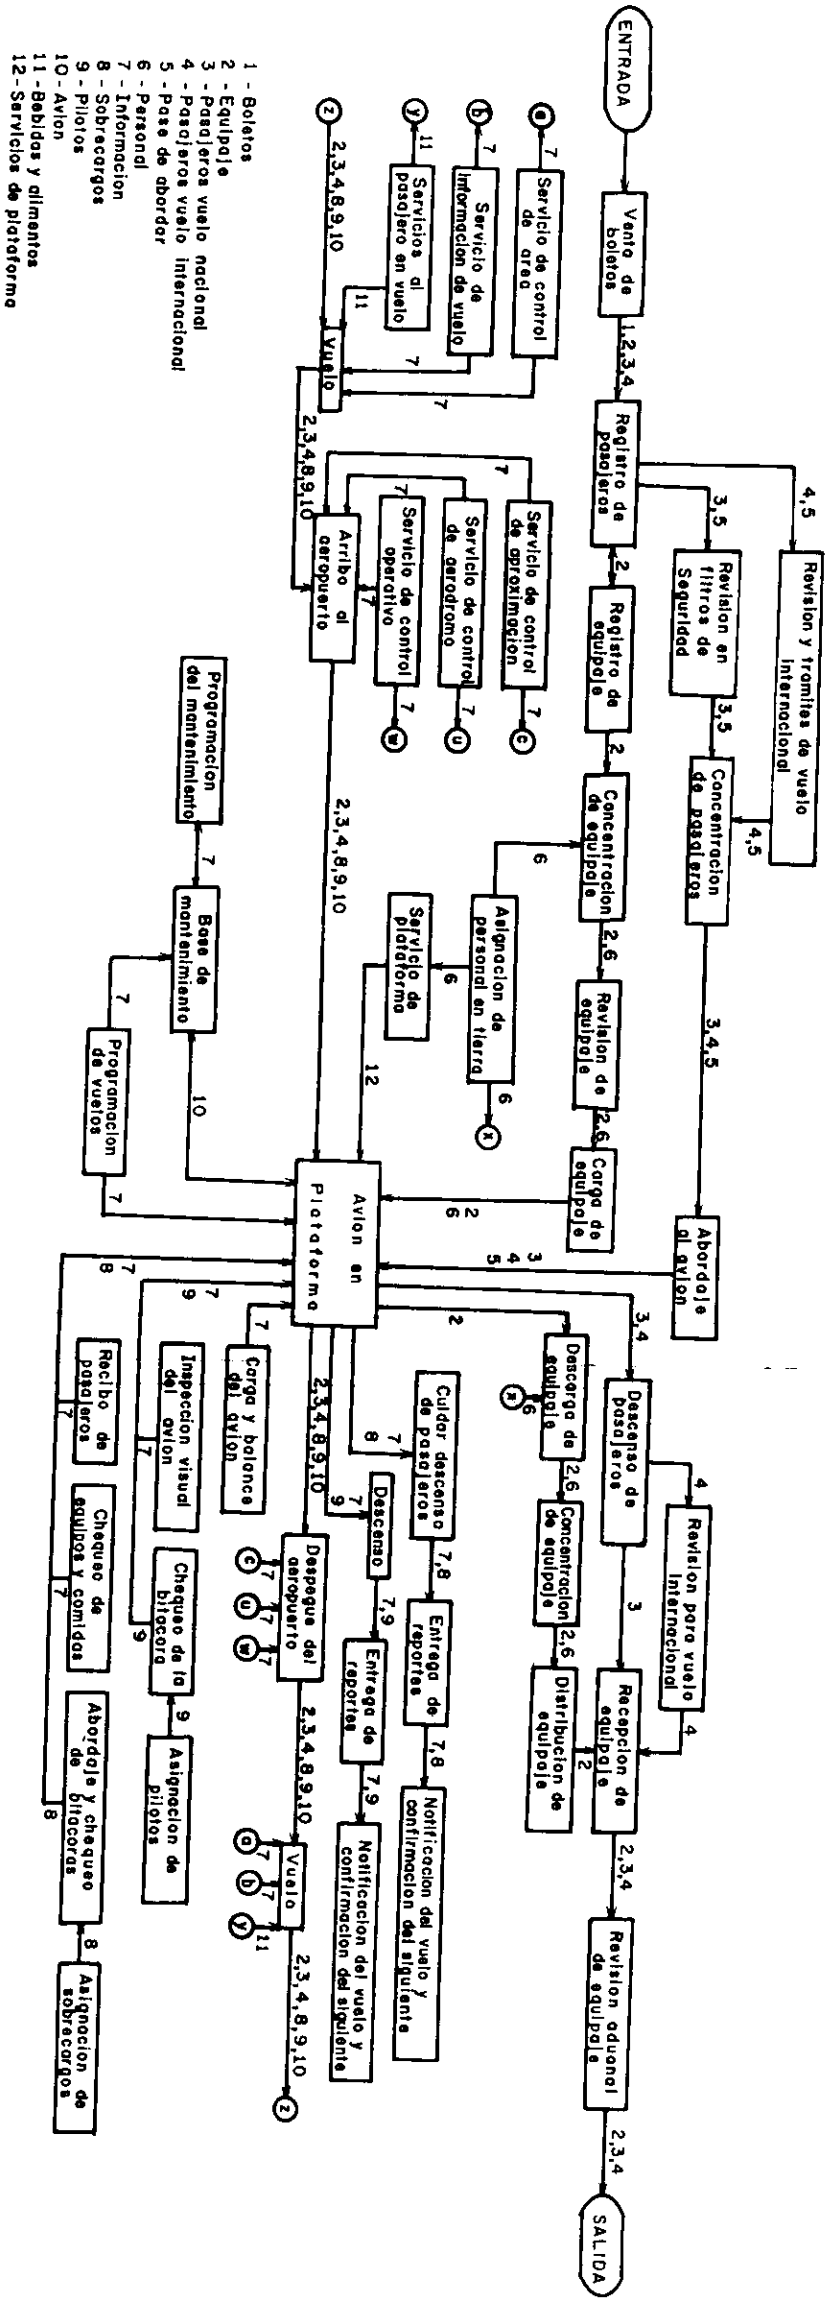 ENTRADA
Venta de
boletos
1,2,3,4
Registro de
pasajeros
4,5
Revision y tramites de vuelo
internacional
4,5
3,5
Revision en
filtros de
Seguridad
3,5
Concentracion
de pasajeros
3,4,5
Abordaje
al avion
3
4
5
2
Registro de
equipaje
2
Concentracion
de equipaje
2,6
Revision de
equipaje
2,6
Carga de
equipaje
2
6
6
Asignacion de
personal en tierra
6
x
6
Servicio de
plataforma
12
a
7
Servicio de control
de area
7
b
7
Servicio de
informacion de vuelo
7
y
11
Servicios al
pasajero en vuelo
11
z
2,3,4,8,9,10
Vuelo
2,3,4,8,9,10
Servicio de control
de aproximacion
7
c
7
Servicio de control
de aerodromo
7
u
7
Servicio de control
operativo
7
w
7
Arribo al
aeropuerto
2,3,4,8,9,10
Avion en
Plataforma
Programacion
del mantenimiento
7
Base de
mantenimiento
10
7
Programacion
de vuelos
7
3,4
Descenso de
pasajeros
4
Revision para vuelo
internacional
4
3
Recepcion de
equipaje
2,3,4
Revision aduanal
de equipaje
2,3,4
SALIDA
2
Descarga de
equipaje
x
6
2,6
Concentracion
de equipaje
2,6
Distribucion de
equipaje
2
7
8
Cuidar descenso
de pasajeros
7,8
Entrega de
reportes
7,8
Notificacion del vuelo y
confirmacion del siguiente
7
9
Descenso
7,9
Entrega de
reportes
7,9
Notificacion del vuelo y
confirmacion del siguiente
2,3,4,8,9,10
Despegue del
aeropuerto
c
7
u
7
w
7
2,3,4,8,9,10
Vuelo
a
7
b
7
y
11
2,3,4,8,9,10
z
7
Carga y balance
del avion
7
9
Inspeccion visual
del avion
7
Chequeo de la
bitacora
9
9
Asignacion de
pilotos
7
8
Recibo de
pasajeros
7
Chequeo de
equipos y comidas
7
Abordaje y chequeo
de bitacoras
8
8
Asignacion de
sobrecargos
1 - Boletos
2 - Equipaje
3 - Pasajeros vuelo nacional
4 - Pasajeros vuelo internacional
5 - Pase de abordar
6 - Personal
7 - Informacion
8 - Sobrecargos
9 - Pilotos
10 - Avion
11 - Bebidas y alimentos
12 - Servicios de plataforma